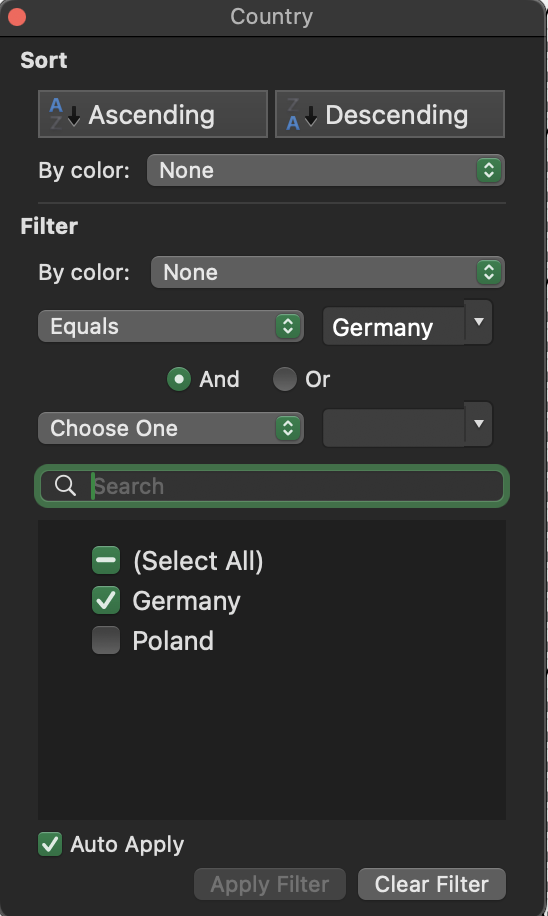 Country
Sort
A Z Ascending
Z A Descending
By color: None
Filter
By color: None
Equals Germany
And Or
Choose One
Search
(Select All)
Germany
Poland
Auto Apply
Apply Filter Clear Filter